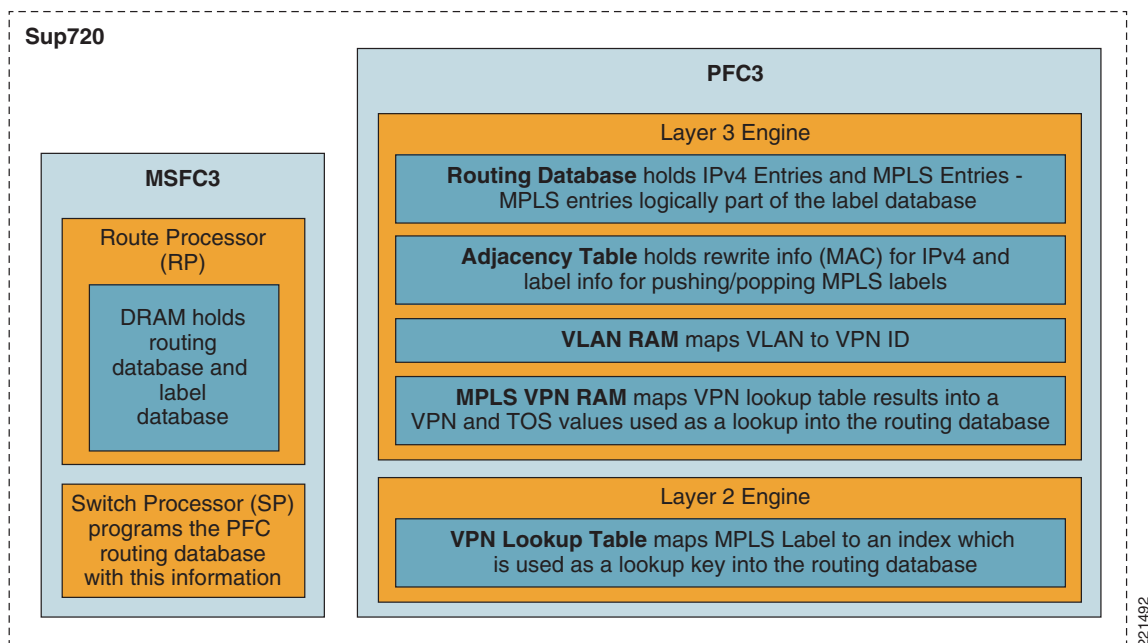 Sup720
MSFC3
Route Processor
(RP)
DRAM holds
routing
database and
label
database
Switch Processor (SP)
programs the PFC
routing database
with this information
PFC3
Layer 3 Engine
Routing Database holds IPv4 Entries and MPLS Entries -
MPLS entries logically part of the label database
Adjacency Table holds rewrite info (MAC) for IPv4 and
label info for pushing/popping MPLS labels
VLAN RAM maps VLAN to VPN ID
MPLS VPN RAM maps VPN lookup table results into a
VPN and TOS values used as a lookup into the routing database
Layer 2 Engine
VPN Lookup Table maps MPLS Label to an index which
is used as a lookup key into the routing database
221492